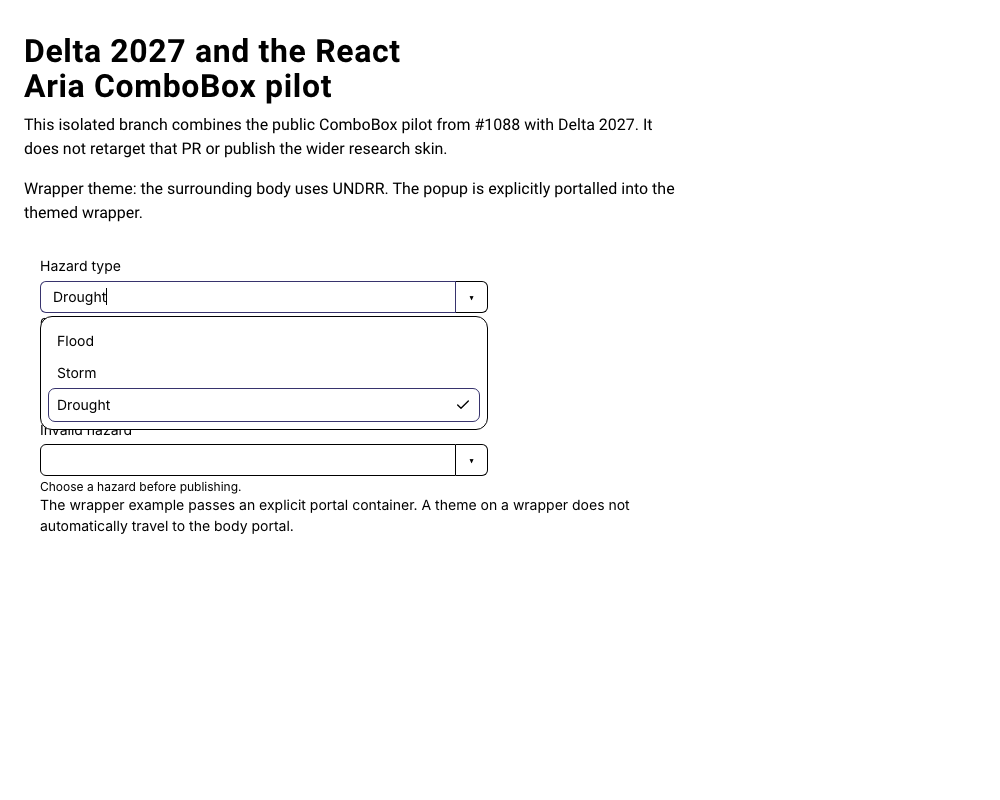 Delta 2027 and the React
Aria ComboBox pilot
This isolated branch combines the public ComboBox pilot from #1088 with Delta 2027. It
does not retarget that PR or publish the wider research skin.
Wrapper theme: the surrounding body uses UNDRR. The popup is explicitly portalled into the
themed wrapper.
Hazard type
Drought
Flood
Storm
Drought
Invalid hazard
Choose a hazard before publishing.
The wrapper example passes an explicit portal container. A theme on a wrapper does not
automatically travel to the body portal.